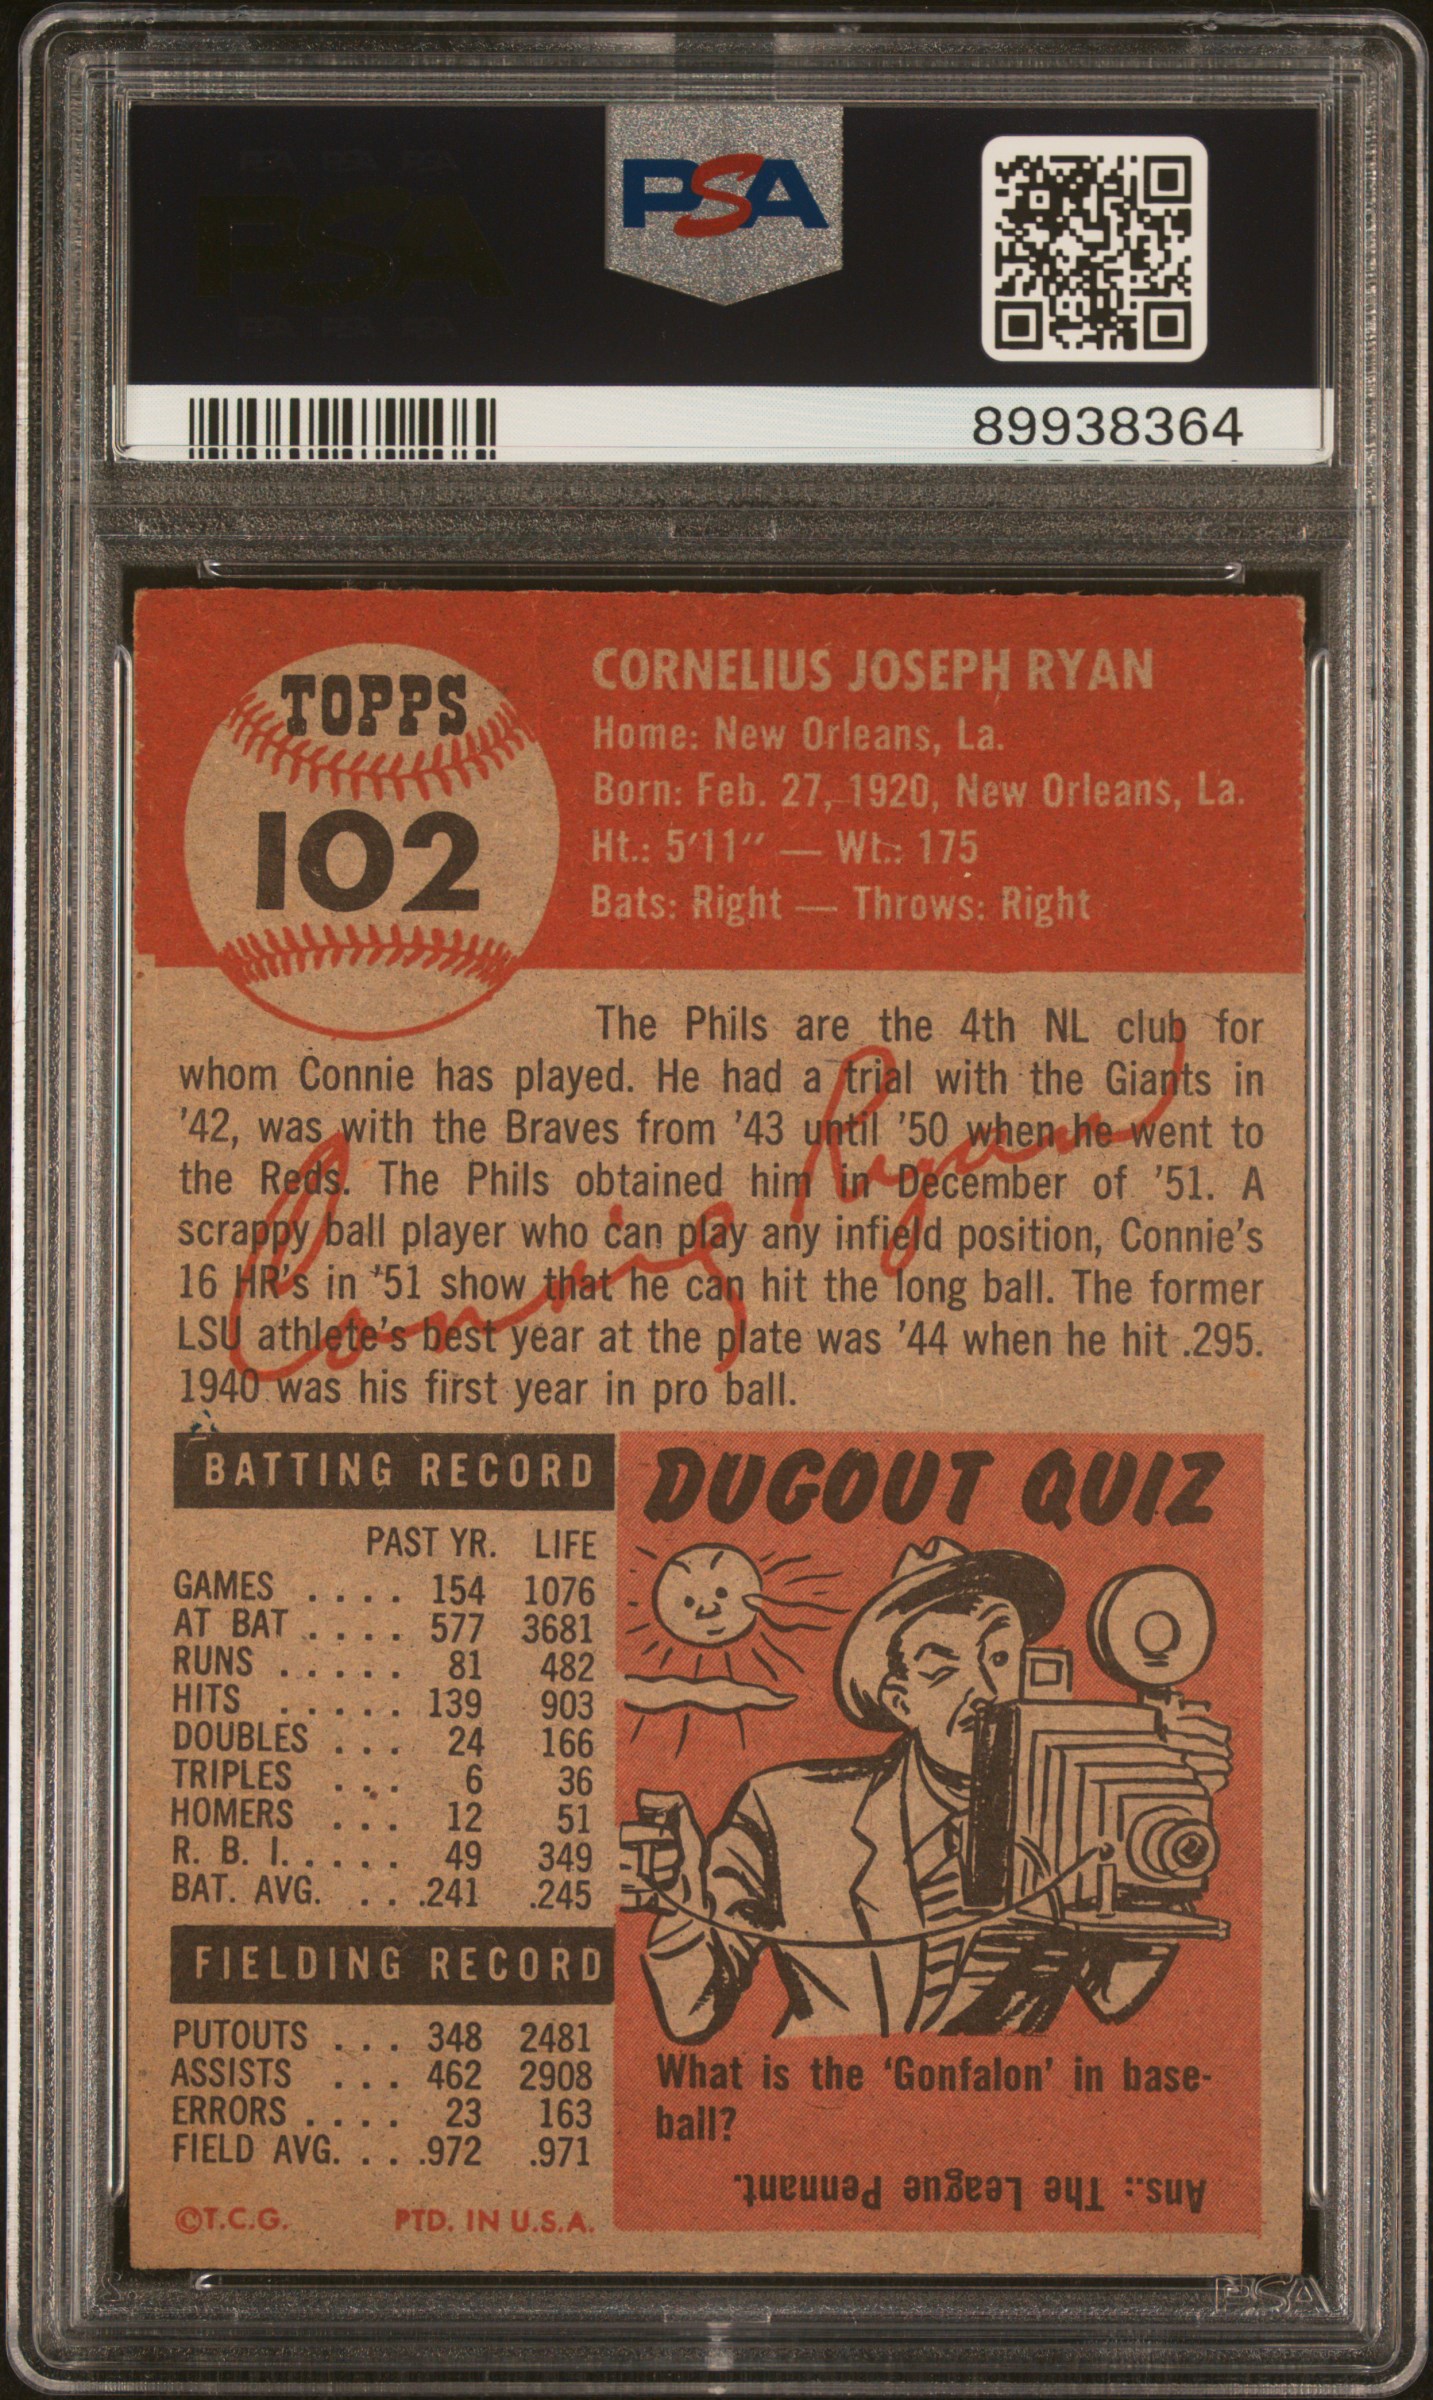 PSA
PSA
89938364
TOPPS
102
CORNELIUS JOSEPH RYAN
Home: New Orleans, La.
Born: Feb. 27, 1920, New Orleans, La.
Ht.: 5'11" — Wt.: 175
Bats: Right — Throws: Right
The Phils are the 4th NL club for
whom Connie has played. He had a trial with the Giants in
'42, was with the Braves from '43 until '50 when he went to
the Reds. The Phils obtained him in December of '51. A
scrappy ball player who can play any infield position, Connie's
16 HR's in '51 show that he can hit the long ball. The former
LSU athlete's best year at the plate was '44 when he hit .295.
1940 was his first year in pro ball.
Connie Ryan
BATTING RECORD
PAST YR. LIFE
GAMES .... 154 1076
AT BAT .... 577 3681
RUNS ..... 81 482
HITS ..... 139 903
DOUBLES ... 24 166
TRIPLES ... 6 36
HOMERS ... 12 51
R. B. I. .... 49 349
BAT. AVG. .. .241 .245
FIELDING RECORD
PUTOUTS ... 348 2481
ASSISTS ... 462 2908
ERRORS .... 23 163
FIELD AVG. .. .972 .971
©T.C.G. PTD. IN U.S.A.
DUGOUT QUIZ
What is the 'Gonfalon' in base-
ball?
Ans.: The League Pennant.
PSA